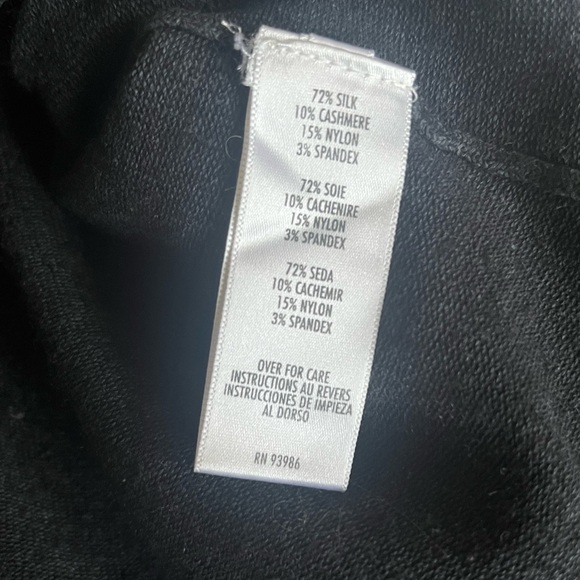 72% SILK
10% CASHMERE
15% NYLON
3% SPANDEX
72% SOIE
10% CACHENIRE
15% NYLON
3% SPANDEX
72% SEDA
10% CACHEMIR
15% NYLON
3% SPANDEX
OVER FOR CARE
INSTRUCTIONS AU REVERS
INSTRUCCIONES DE IMPIEZA
AL DORSO
RN 93986